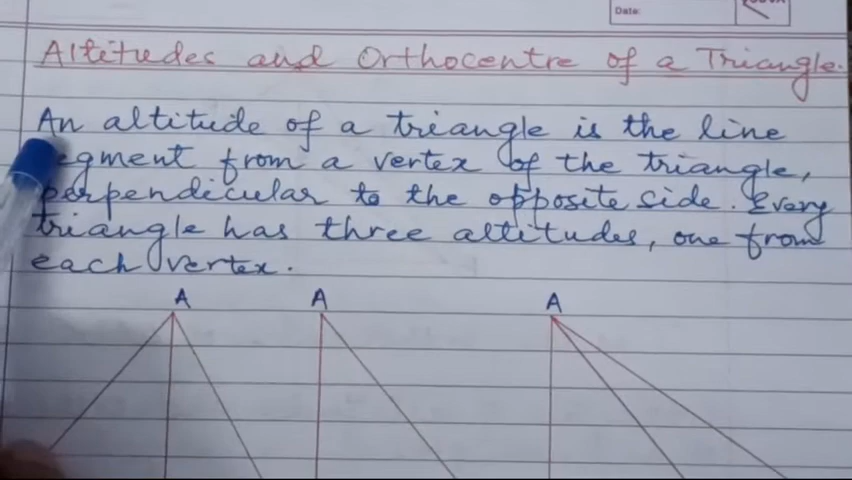 Date:
Altitudes and Orthocentre of a Triangle.
An altitude of a triangle is the line
egment from a vertex of the triangle,
perpendicular to the opposite side. Every
triangle has three altitudes, one from
each vertex.
A A A